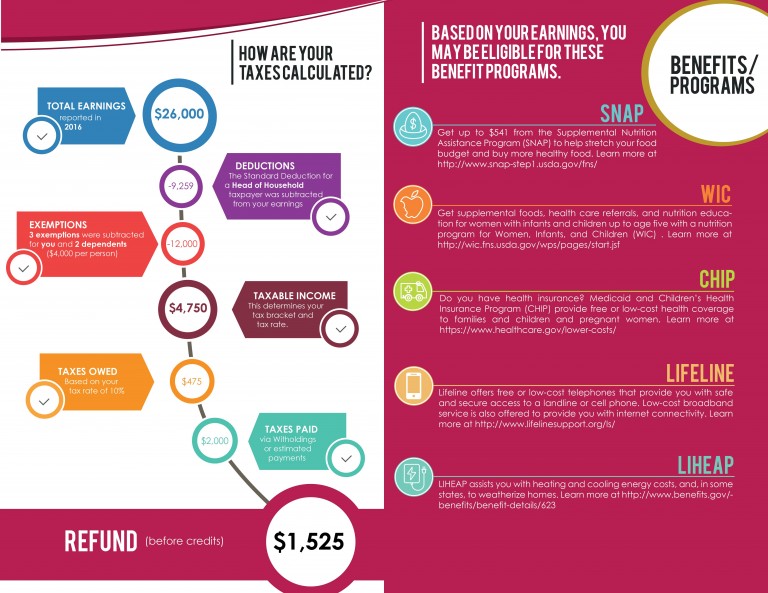 HOW ARE YOUR
TAXES CALCULATED?
TOTAL EARNINGS
reported in
2016
$26,000
DEDUCTIONS
The Standard Deduction for
a Head of Household
taxpayer was subtracted
from your earnings
-9,259
EXEMPTIONS
3 exemptions were subtracted
for you and 2 dependents
($4,000 per person)
-12,000
$4,750
TAXABLE INCOME
This determines your
tax bracket and
tax rate.
TAXES OWED
Based on your
tax rate of 10%
$475
$2,000
TAXES PAID
via Witholdings
or estimated
payments
REFUND (before credits)
$1,525
BASED ON YOUR EARNINGS, YOU
MAY BE ELIGIBLE FOR THESE
BENEFIT PROGRAMS.
BENEFITS/
PROGRAMS
SNAP
Get up to $541 from the Supplemental Nutrition
Assistance Program (SNAP) to help stretch your food
budget and buy more healthy food. Learn more at
http://www.snap-step1.usda.gov/fns/
WIC
Get supplemental foods, health care referrals, and nutrition educa-
tion for women with infants and children up to age five with a nutrition
program for Women, Infants, and Children (WIC) . Learn more at
http://wic.fns.usda.gov/wps/pages/start.jsf
CHIP
Do you have health insurance? Medicaid and Children's Health
Insurance Program (CHIP) provide free or low-cost health coverage
to families and children and pregnant women. Learn more at
https://www.healthcare.gov/lower-costs/
LIFELINE
Lifeline offers free or low-cost telephones that provide you with safe
and secure access to a landline or cell phone. Low-cost broadband
service is also offered to provide you with internet connectivity. Learn
more at http://www.lifelinesupport.org/ls/
LIHEAP
LIHEAP assists you with heating and cooling energy costs, and, in some
states, to weatherize homes. Learn more at http://www.benefits.gov/-
benefits/benefit-details/623